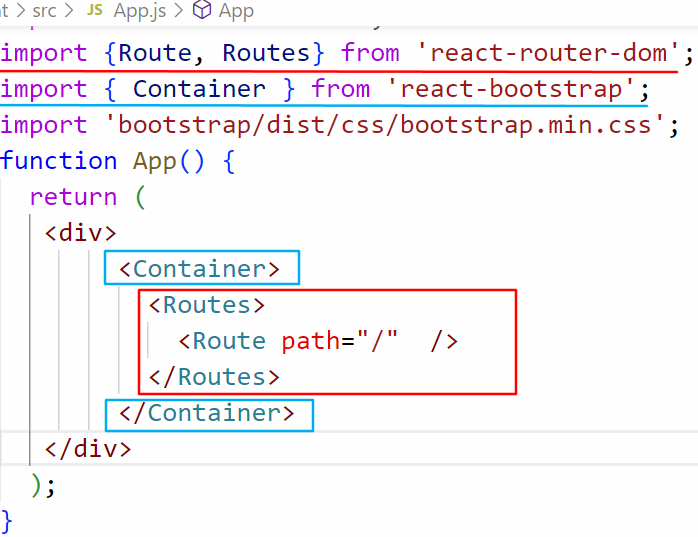 src > JS App.js > App
import {Route, Routes} from 'react-router-dom';
import { Container } from 'react-bootstrap';
import 'bootstrap/dist/css/bootstrap.min.css';
function App() {
return (
<div>
<Container>
<Routes>
<Route path="/"  />
</Routes>
</Container>
</div>
);
}